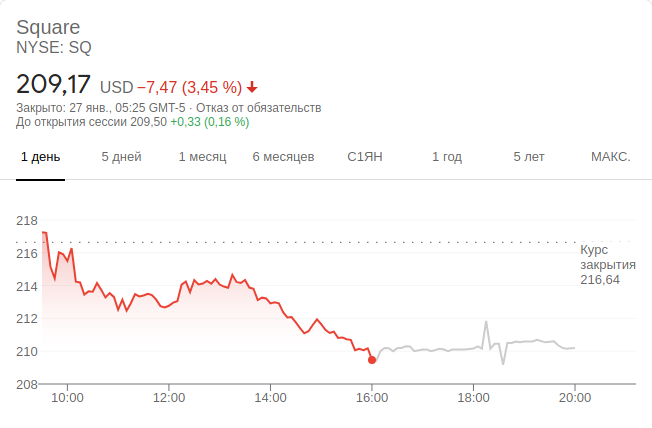 Square
NYSE: SQ
209,17 USD −7,47 (3,45 %)
Закрыто: 27 янв., 05:25 GMT-5 · Отказ от обязательств
До открытия сессии 209,50 +0,33 (0,16 %)
1 день 5 дней 1 месяц 6 месяцев С1ЯН 1 год 5 лет МАКС.
218
216
214
212
210
208
Курс
закрытия
216,64
10:00 12:00 14:00 16:00 18:00 20:00